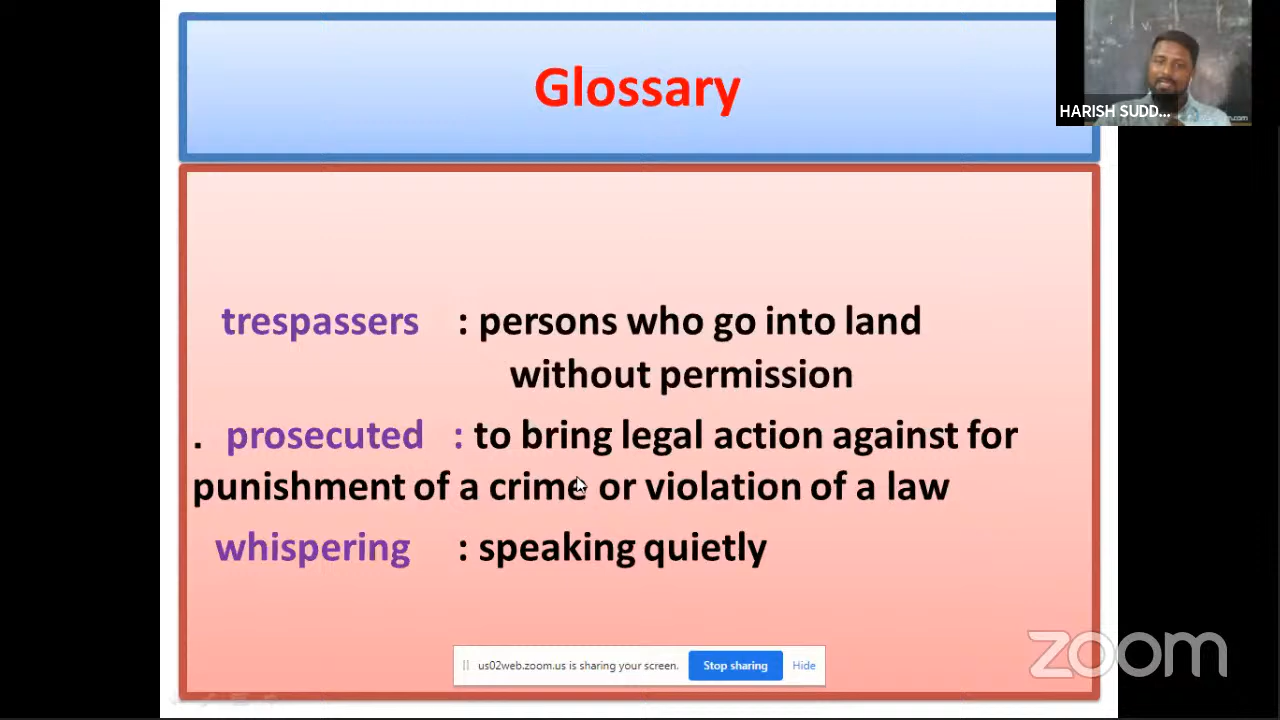 Glossary
HARISH SUDD...
trespassers : persons who go into land
without permission
. prosecuted : to bring legal action against for
punishment of a crime or violation of a law
whispering : speaking quietly
us02web.zoom.us is sharing your screen. Stop sharing Hide
zoom